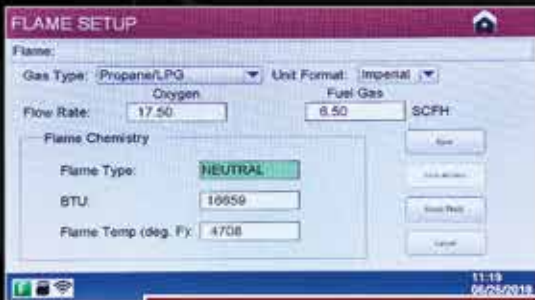 FLAME SETUP
Flame:
Gas Type: Propane/LPG Unit Format: Imperial
Oxygen Fuel Gas
Flow Rate: 17.50 6.50 SCFH
Flame Chemistry
Flame Type: NEUTRAL
BTU: 16659
Flame Temp (deg. F): 4708
11:19
06/26/2019